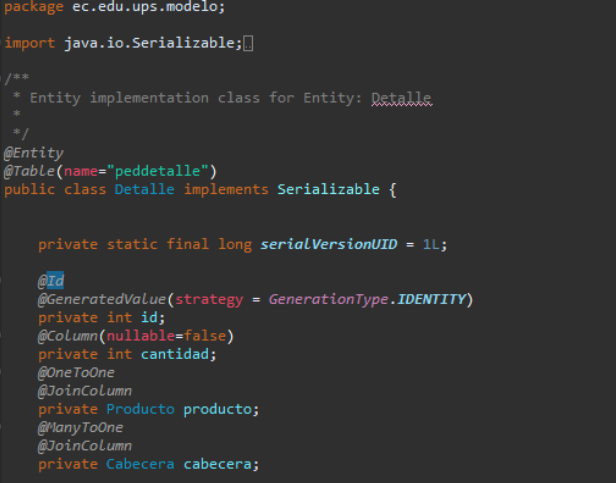 package ec.edu.ups.modelo;
import java.io.Serializable;
/**
* Entity implementation class for Entity: Detalle
*
*/
@Entity
@Table(name="peddetalle")
public class Detalle implements Serializable {
private static final long serialVersionUID = 1L;
@Id
@GeneratedValue(strategy = GenerationType.IDENTITY)
private int id;
@Column(nullable=false)
private int cantidad;
@OneToOne
@JoinColumn
private Producto producto;
@ManyToOne
@JoinColumn
private Cabecera cabecera;